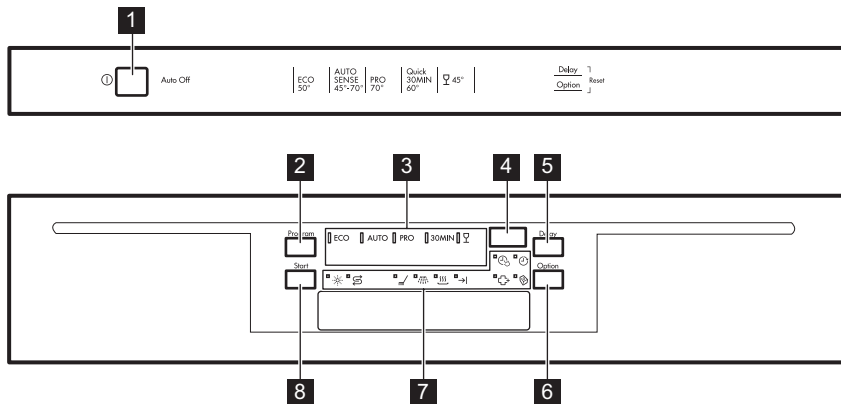 1
Auto Off
ECO
50°
AUTO
SENSE
45°-70°
PRO
70°
Quick
30MIN
60°
45°
Delay
Option
Reset
2
3
4
5
Program
ECO
AUTO
PRO
30MIN
Delay
Start
Option
8
7
6